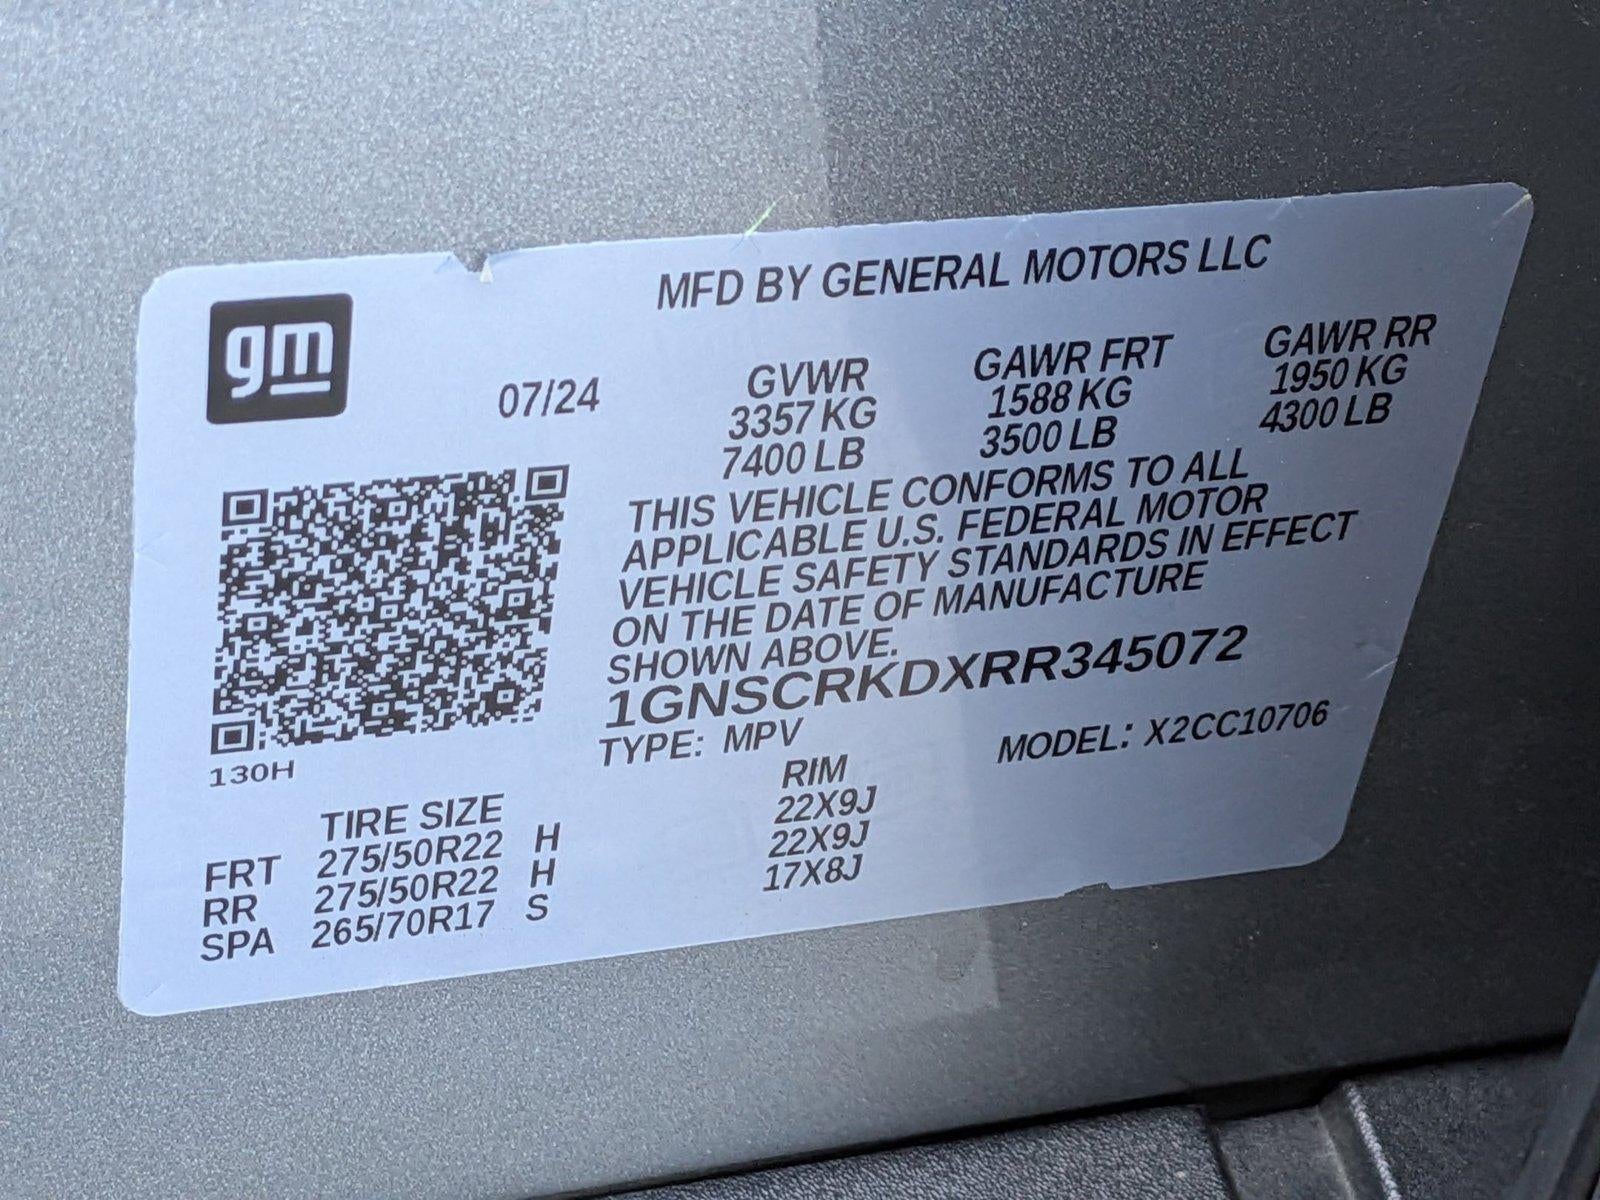 gm
MFD BY GENERAL MOTORS LLC
07/24
GVWR GAWR FRT GAWR RR
3357 KG 1588 KG 1950 KG
7400 LB 3500 LB 4300 LB
THIS VEHICLE CONFORMS TO ALL
APPLICABLE U.S. FEDERAL MOTOR
VEHICLE SAFETY STANDARDS IN EFFECT
ON THE DATE OF MANUFACTURE
SHOWN ABOVE.
1GNSCRKDXRR345072
TYPE: MPV MODEL: X2CC10706
130H
TIRE SIZE RIM
FRT 275/50R22 H 22X9J
RR 275/50R22 H 22X9J
SPA 265/70R17 S 17X8J